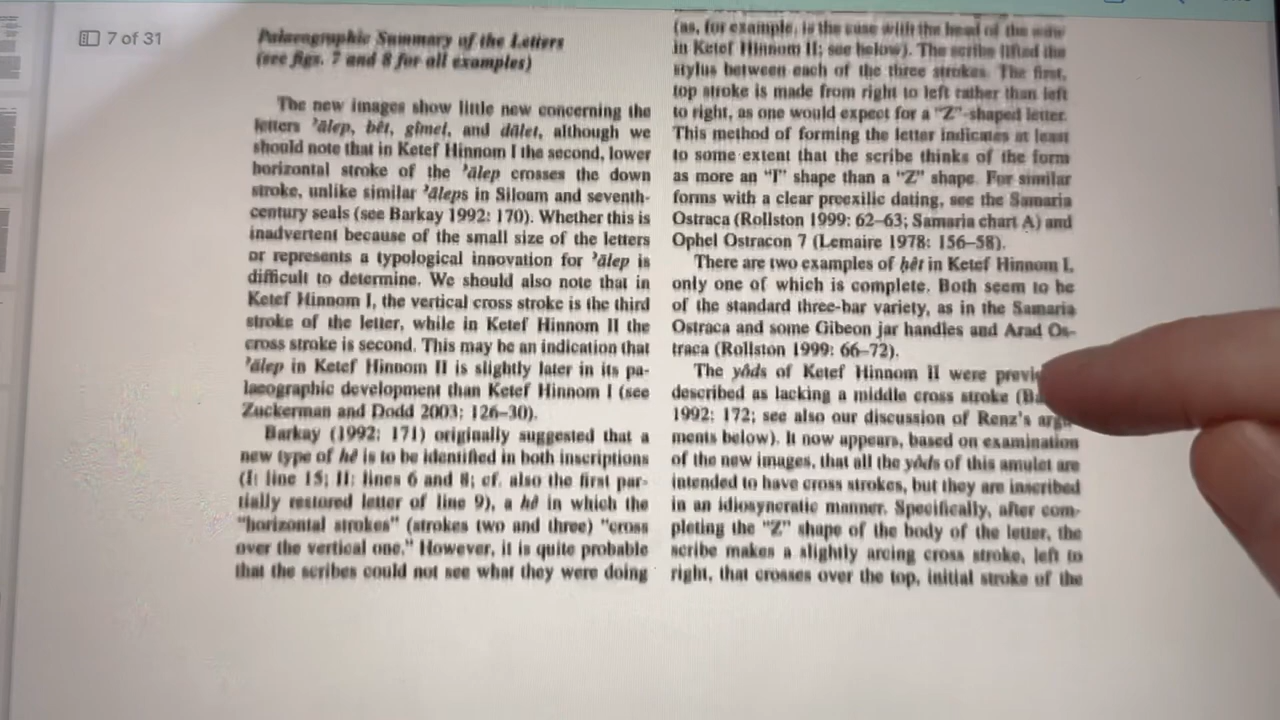 7 of 31
Palaeographic Summary of the Letters
(see figs. 7 and 8 for all examples)
The new images show little new concerning the
letters ʾālep, bêt, gîmel, and dālet, although we
should note that in Ketef Hinnom I the second, lower
horizontal stroke of the ʾālep crosses the down
stroke, unlike similar ʾāleps in Siloam and seventh-
century seals (see Barkay 1992: 170). Whether this is
inadvertent because of the small size of the letters
or represents a typological innovation for ʾālep is
difficult to determine. We should also note that in
Ketef Hinnom I, the vertical cross stroke is the third
stroke of the letter, while in Ketef Hinnom II the
cross stroke is second. This may be an indication that
ʾālep in Ketef Hinnom II is slightly later in its pa-
laeographic development than Ketef Hinnom I (see
Zuckerman and Dodd 2003: 126–30).
Barkay (1992: 171) originally suggested that a
new type of hê is to be identified in both inscriptions
(I: line 15; II: lines 6 and 8; cf. also the first par-
tially restored letter of line 9), a hê in which the
"horizontal strokes" (strokes two and three) "cross
over the vertical one." However, it is quite probable
that the scribes could not see what they were doing
(as, for example, is the case with the head of the wāw
in Ketef Hinnom II; see below). The scribe lifted the
stylus between each of the three strokes. The first,
top stroke is made from right to left rather than left
to right, as one would expect for a "Z"-shaped letter.
This method of forming the letter indicates at least
to some extent that the scribe thinks of the form
as more an "I" shape than a "Z" shape. For similar
forms with a clear preexilic dating, see the Samaria
Ostraca (Rollston 1999: 62–63; Samaria chart A) and
Ophel Ostracon 7 (Lemaire 1978: 156–58).
There are two examples of ḥêt in Ketef Hinnom I,
only one of which is complete. Both seem to be
of the standard three-bar variety, as in the Samaria
Ostraca and some Gibeon jar handles and Arad Os-
traca (Rollston 1999: 66–72).
The yôds of Ketef Hinnom II were
described as lacking a middle cross stroke
1992: 172; see also our discussion of Renz's
ments below). It now appears, based on examination
of the new images, that all the yôds of this amulet are
intended to have cross strokes, but they are inscribed
in an idiosyncratic manner. Specifically, after com-
pleting the "Z" shape of the body of the letter, the
scribe makes a slightly arcing cross stroke, left to
right, that crosses over the top, initial stroke of the